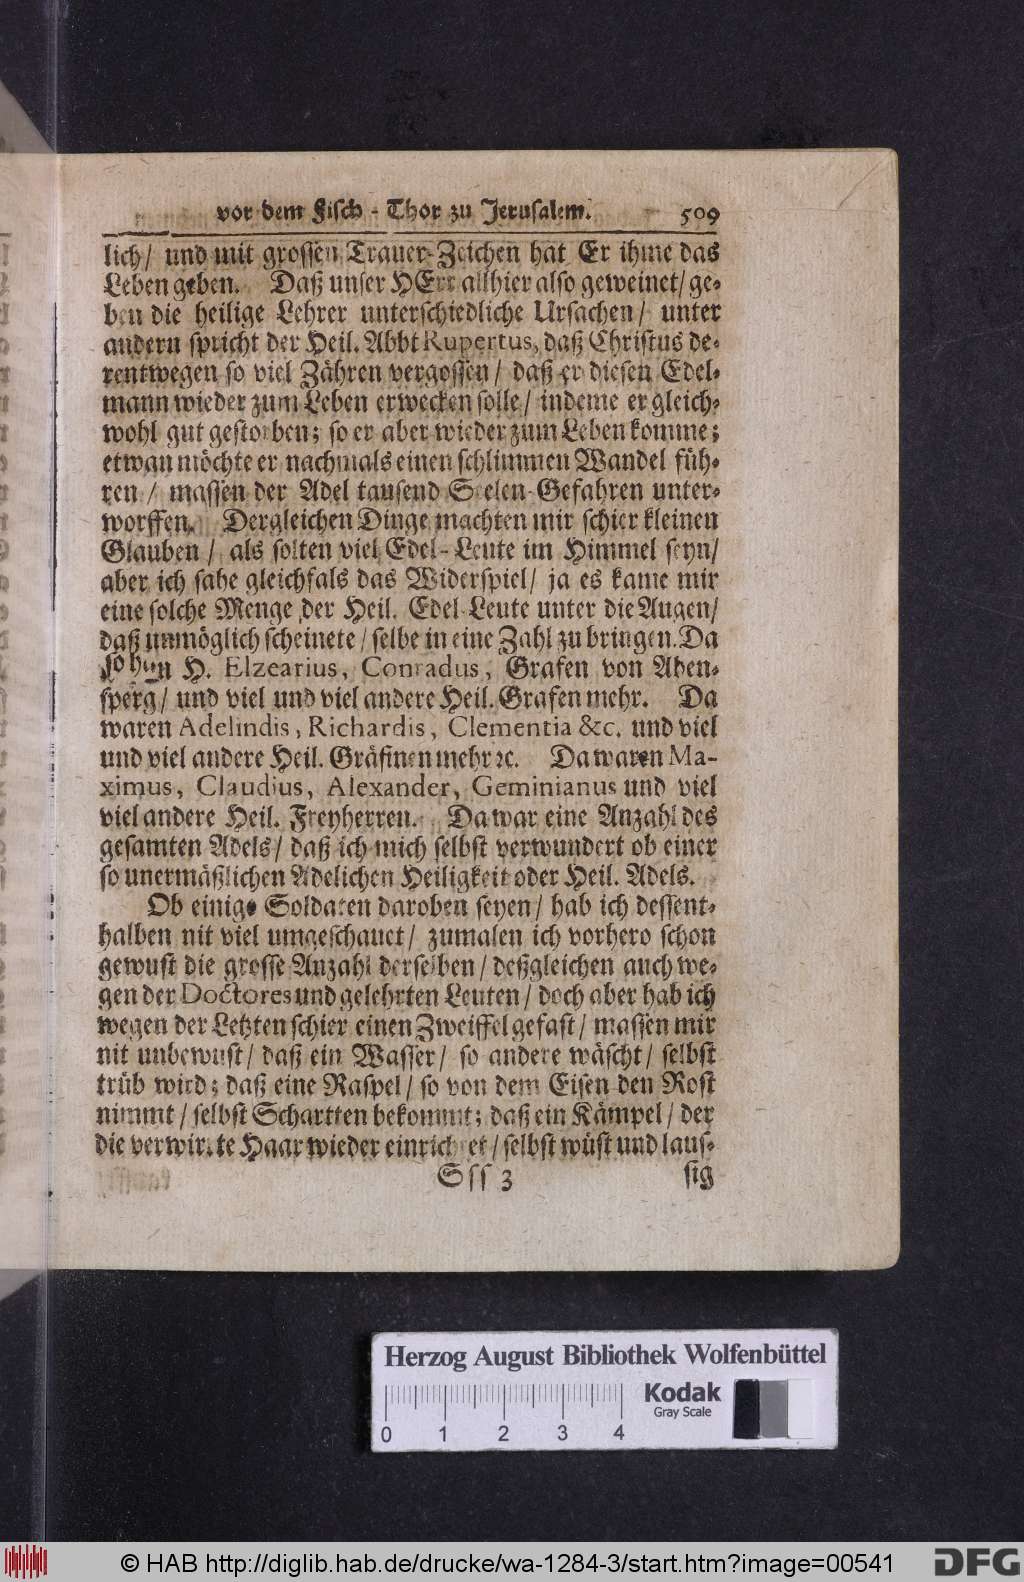 vor dem Fisch - Thor zu Jerusalem. 509
lich/ und mit grossen Trauer-Zeichen hat Er ihme das
Leben geben. Daß unser HErr allhier also geweinet/ ge-
ben die heilige Lehrer unterschiedliche Ursachen/ unter
andern spricht der Heil. Abbt Rupertus, daß Christus de-
rentwegen so viel Zähren vergossen/ daß er diesen Edel-
mann wieder zum Leben erwecken solle/ indeme er gleich-
wohl gut gestorben; so er aber wieder zum Leben komme;
etwan möchte er nachmals einen schlimmen Wandel füh-
ren/ massen der Adel tausend Seelen-Gefahren unter-
worffen. Dergleichen Dinge machten mir schier kleinen
Glauben/ als solten viel Edel-Leute im Himmel seyn/
aber ich sahe gleichfals das Widerspiel/ ja es kame mir
eine solche Menge der Heil. Edel-Leute unter die Augen/
daß unmöglich scheinete/ selbe in eine Zahl zu bringen. Da
H. Elzearius, Conradus, Grafen von Aben-
sperg/ und viel und viel andere Heil. Grafen mehr. Da
waren Adelindis, Richardis, Clementia &c. und viel
und viel andere Heil. Gräfinen mehr ꝛc. Da waren Ma-
ximus, Claudius, Alexander, Geminianus und viel
viel andere Heil. Freyherren. Da war eine Anzahl des
gesamten Adels/ daß ich mich selbst verwundert ob einer
so unermäßlichen Adelichen Heiligkeit oder Heil. Adels.
Ob einige Soldaten daroben seyen/ hab ich dessent-
halben nit viel umgeschauet/ zumalen ich vorhero schon
gewust die grosse Anzahl derselben/ deßgleichen auch we-
gen der Doctores und gelehrten Leuten/ doch aber hab ich
wegen der Letzten schier einen Zweiffel gefast/ massen mir
nit unbewust/ daß ein Wasser/ so andere wäscht/ selbst
trüb wird; daß eine Raspel/ so von dem Eisen den Rost
nimmt/ selbst Schartten bekommt; daß ein Kämpel/ der
die verwirrte Haar wieder einrichtet/ selbst wüst und laus-
Sss 3 sig
Herzog August Bibliothek Wolfenbüttel
Kodak
Gray Scale
0 1 2 3 4
© HAB http://diglib.hab.de/drucke/wa-1284-3/start.htm?image=00541
DFG